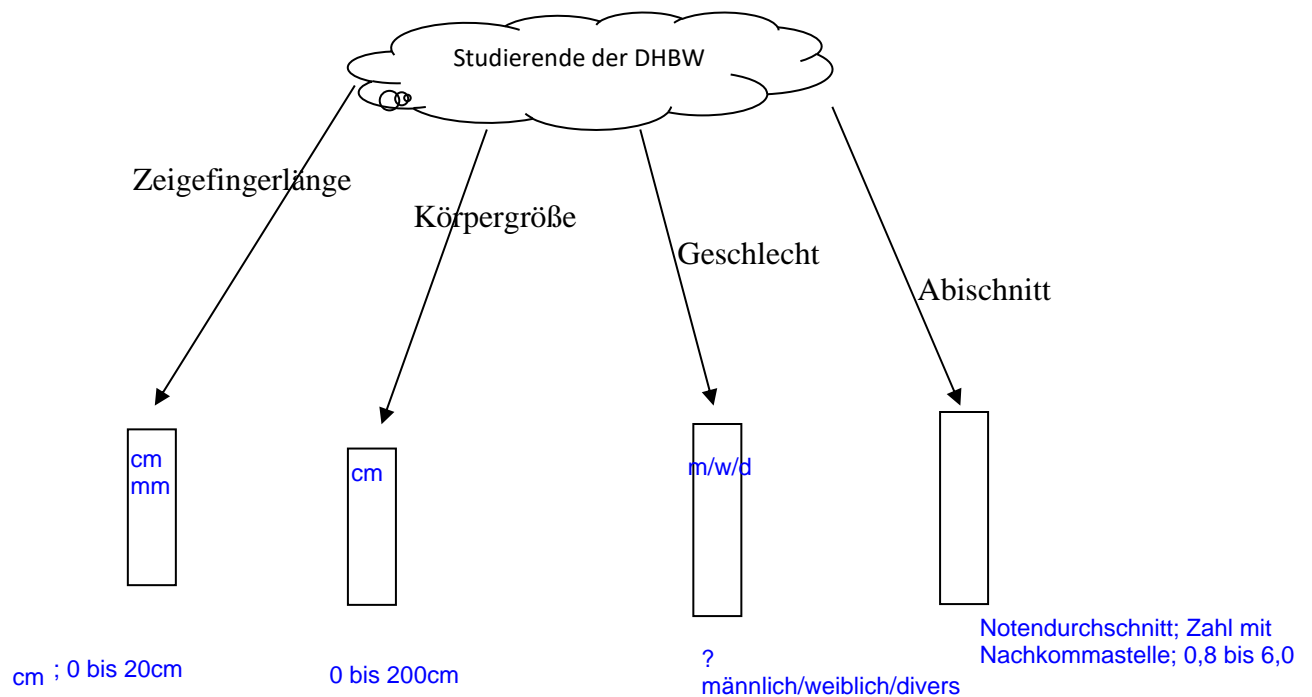 Studierende der DHBW
Zeigefingerlänge
Körpergröße
Geschlecht
Abischnitt
cm
mm
cm
m/w/d
cm ; 0 bis 20cm
0 bis 200cm
?
männlich/weiblich/divers
Notendurchschnitt; Zahl mit
Nachkommastelle; 0,8 bis 6,0